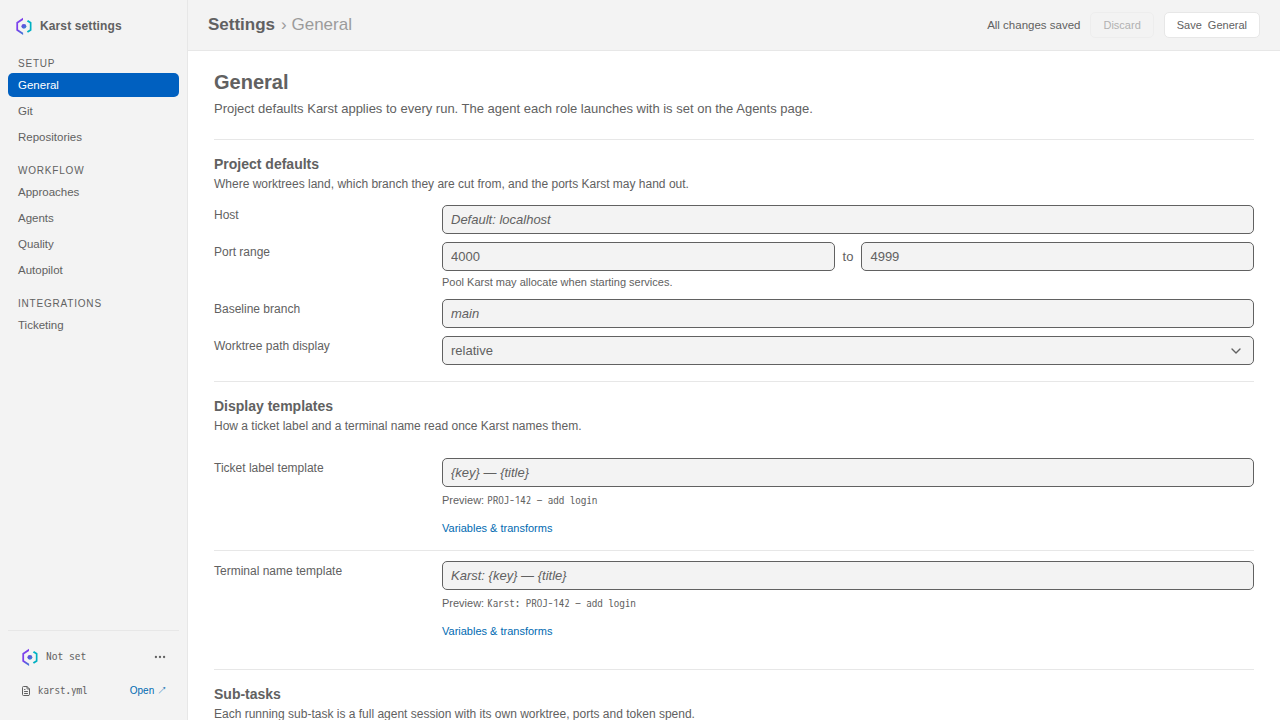 Karst settings
SETUP
General
Git
Repositories
WORKFLOW
Approaches
Agents
Quality
Autopilot
INTEGRATIONS
Ticketing
Not set
karst.yml
Open ↗
Settings › General
All changes saved
Discard
Save General
General
Project defaults Karst applies to every run. The agent each role launches with is set on the Agents page.
Project defaults
Where worktrees land, which branch they are cut from, and the ports Karst may hand out.
Host
Default: localhost
Port range
4000 to 4999
Pool Karst may allocate when starting services.
Baseline branch
main
Worktree path display
relative
Display templates
How a ticket label and a terminal name read once Karst names them.
Ticket label template
{key} — {title}
Preview: PROJ-142 — add login
Variables & transforms
Terminal name template
Karst: {key} — {title}
Preview: Karst: PROJ-142 — add login
Variables & transforms
Sub-tasks
Each running sub-task is a full agent session with its own worktree, ports and token spend.